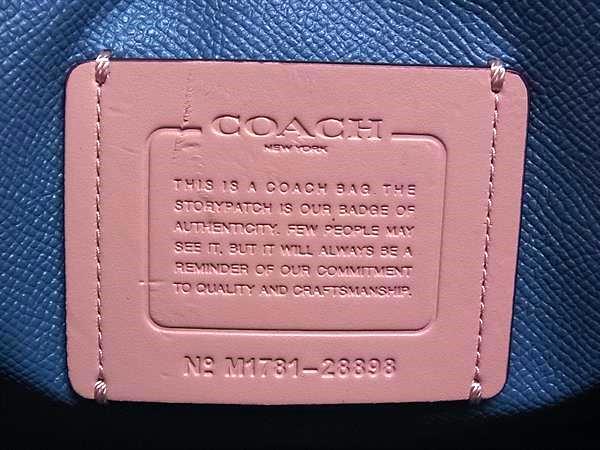 COACH
NEW YORK
THIS IS A COACH BAG. THE
STORYPATCH IS OUR BADGE OF
AUTHENTICITY. FEW PEOPLE MAY
SEE IT, BUT IT WILL ALWAYS BE A
REMINDER OF OUR COMMITMENT
TO QUALITY AND CRAFTSMANSHIP.
Nº M1781-28898